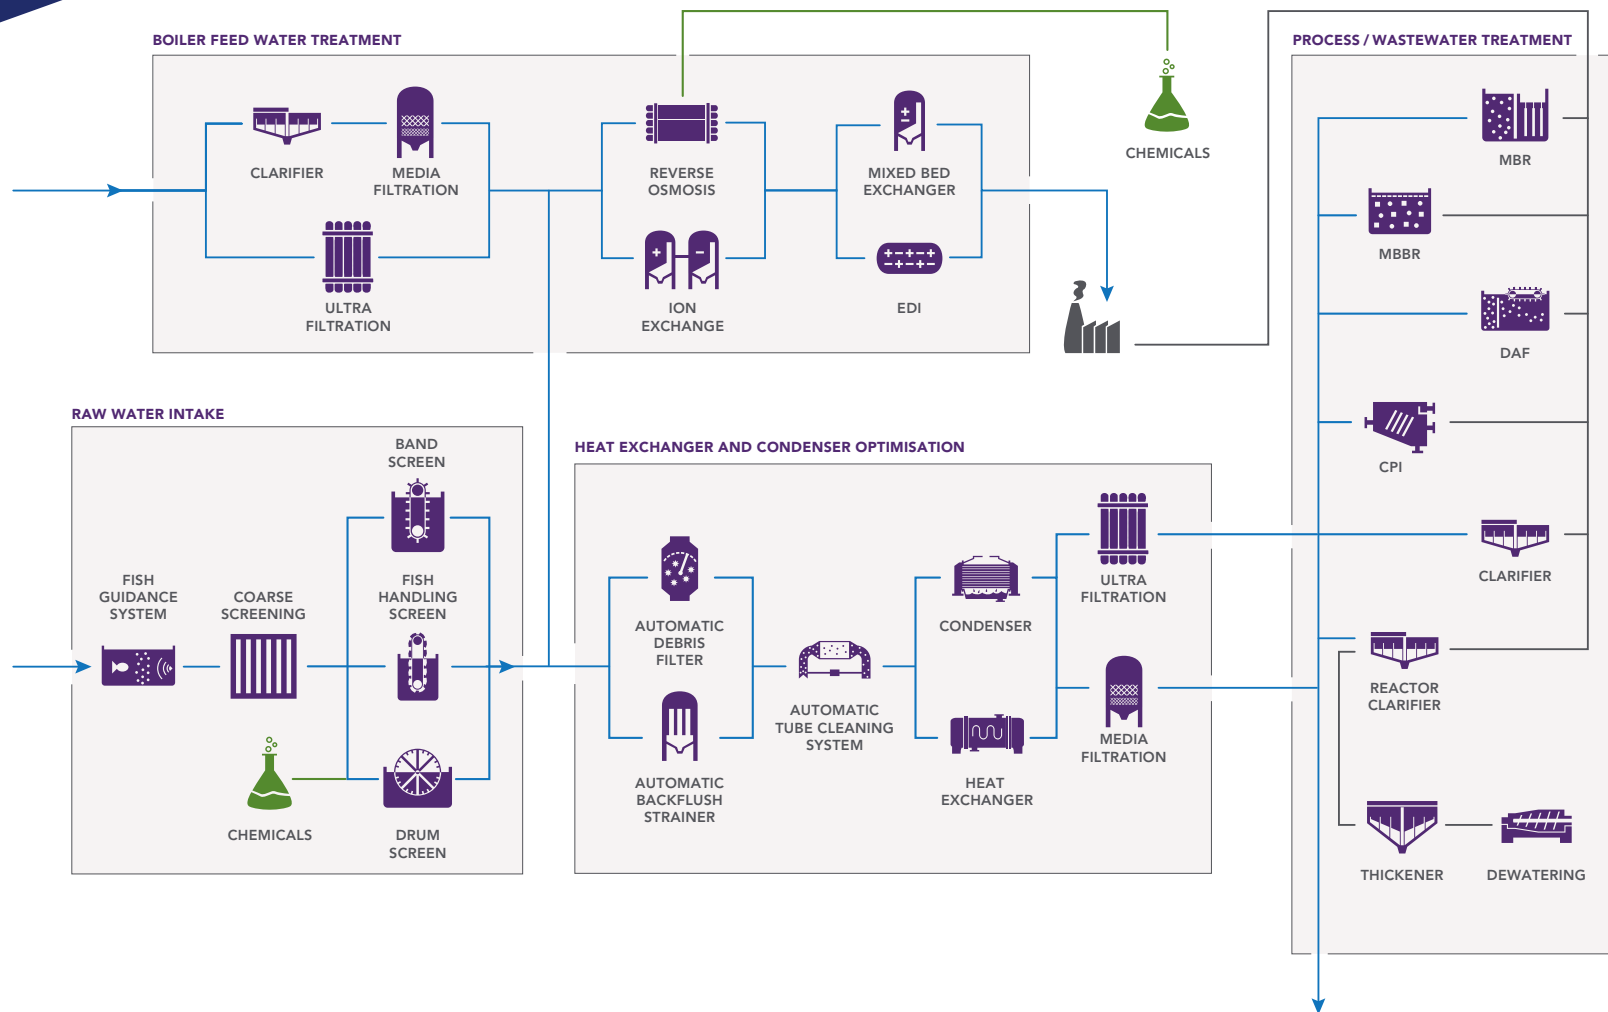 BOILER FEED WATER TREATMENT
CLARIFIER
MEDIA
FILTRATION
ULTRA
FILTRATION
REVERSE
OSMOSIS
ION
EXCHANGE
MIXED BED
EXCHANGER
EDI
CHEMICALS
PROCESS / WASTEWATER TREATMENT
MBR
MBBR
DAF
CPI
CLARIFIER
REACTOR
CLARIFIER
THICKENER
DEWATERING
RAW WATER INTAKE
BAND
SCREEN
FISH
GUIDANCE
SYSTEM
COARSE
SCREENING
FISH
HANDLING
SCREEN
CHEMICALS
DRUM
SCREEN
HEAT EXCHANGER AND CONDENSER OPTIMISATION
AUTOMATIC
DEBRIS
FILTER
AUTOMATIC
BACKFLUSH
STRAINER
AUTOMATIC
TUBE CLEANING
SYSTEM
CONDENSER
HEAT
EXCHANGER
ULTRA
FILTRATION
MEDIA
FILTRATION